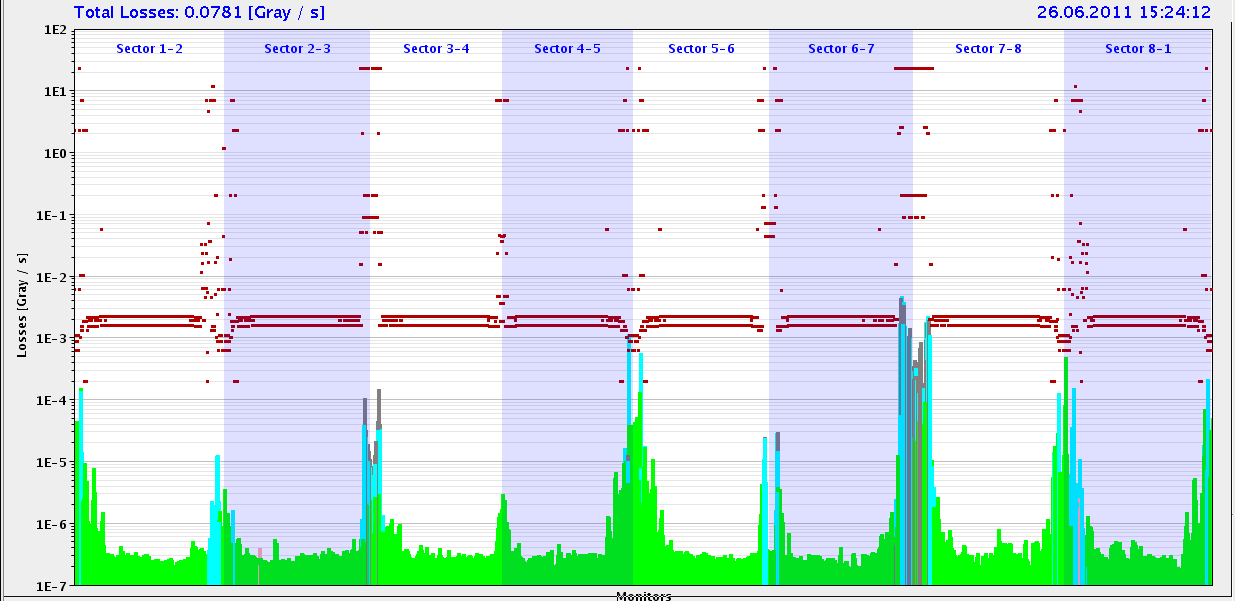 Total Losses: 0.0781 [Gray / s] 26.06.2011 15:24:12
Sector 1-2 Sector 2-3 Sector 3-4 Sector 4-5 Sector 5-6 Sector 6-7 Sector 7-8 Sector 8-1
1E2
1E1
1E0
1E-1
1E-2
1E-3
1E-4
1E-5
1E-6
1E-7
Losses [Gray / s]
Monitors